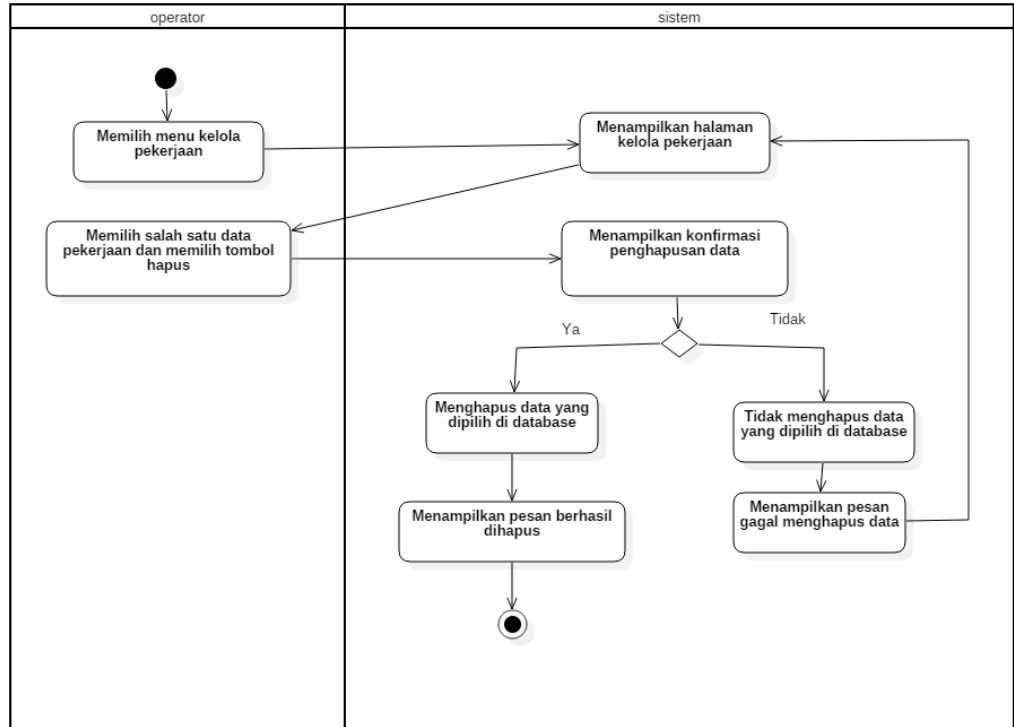 operator
sistem
Memilih menu kelola
pekerjaan
Menampilkan halaman
kelola pekerjaan
Memilih salah satu data
pekerjaan dan memilih tombol
hapus
Menampilkan konfirmasi
penghapusan data
Ya
Tidak
Menghapus data yang
dipilih di database
Tidak menghapus data
yang dipilih di database
Menampilkan pesan berhasil
dihapus
Menampilkan pesan
gagal menghapus data